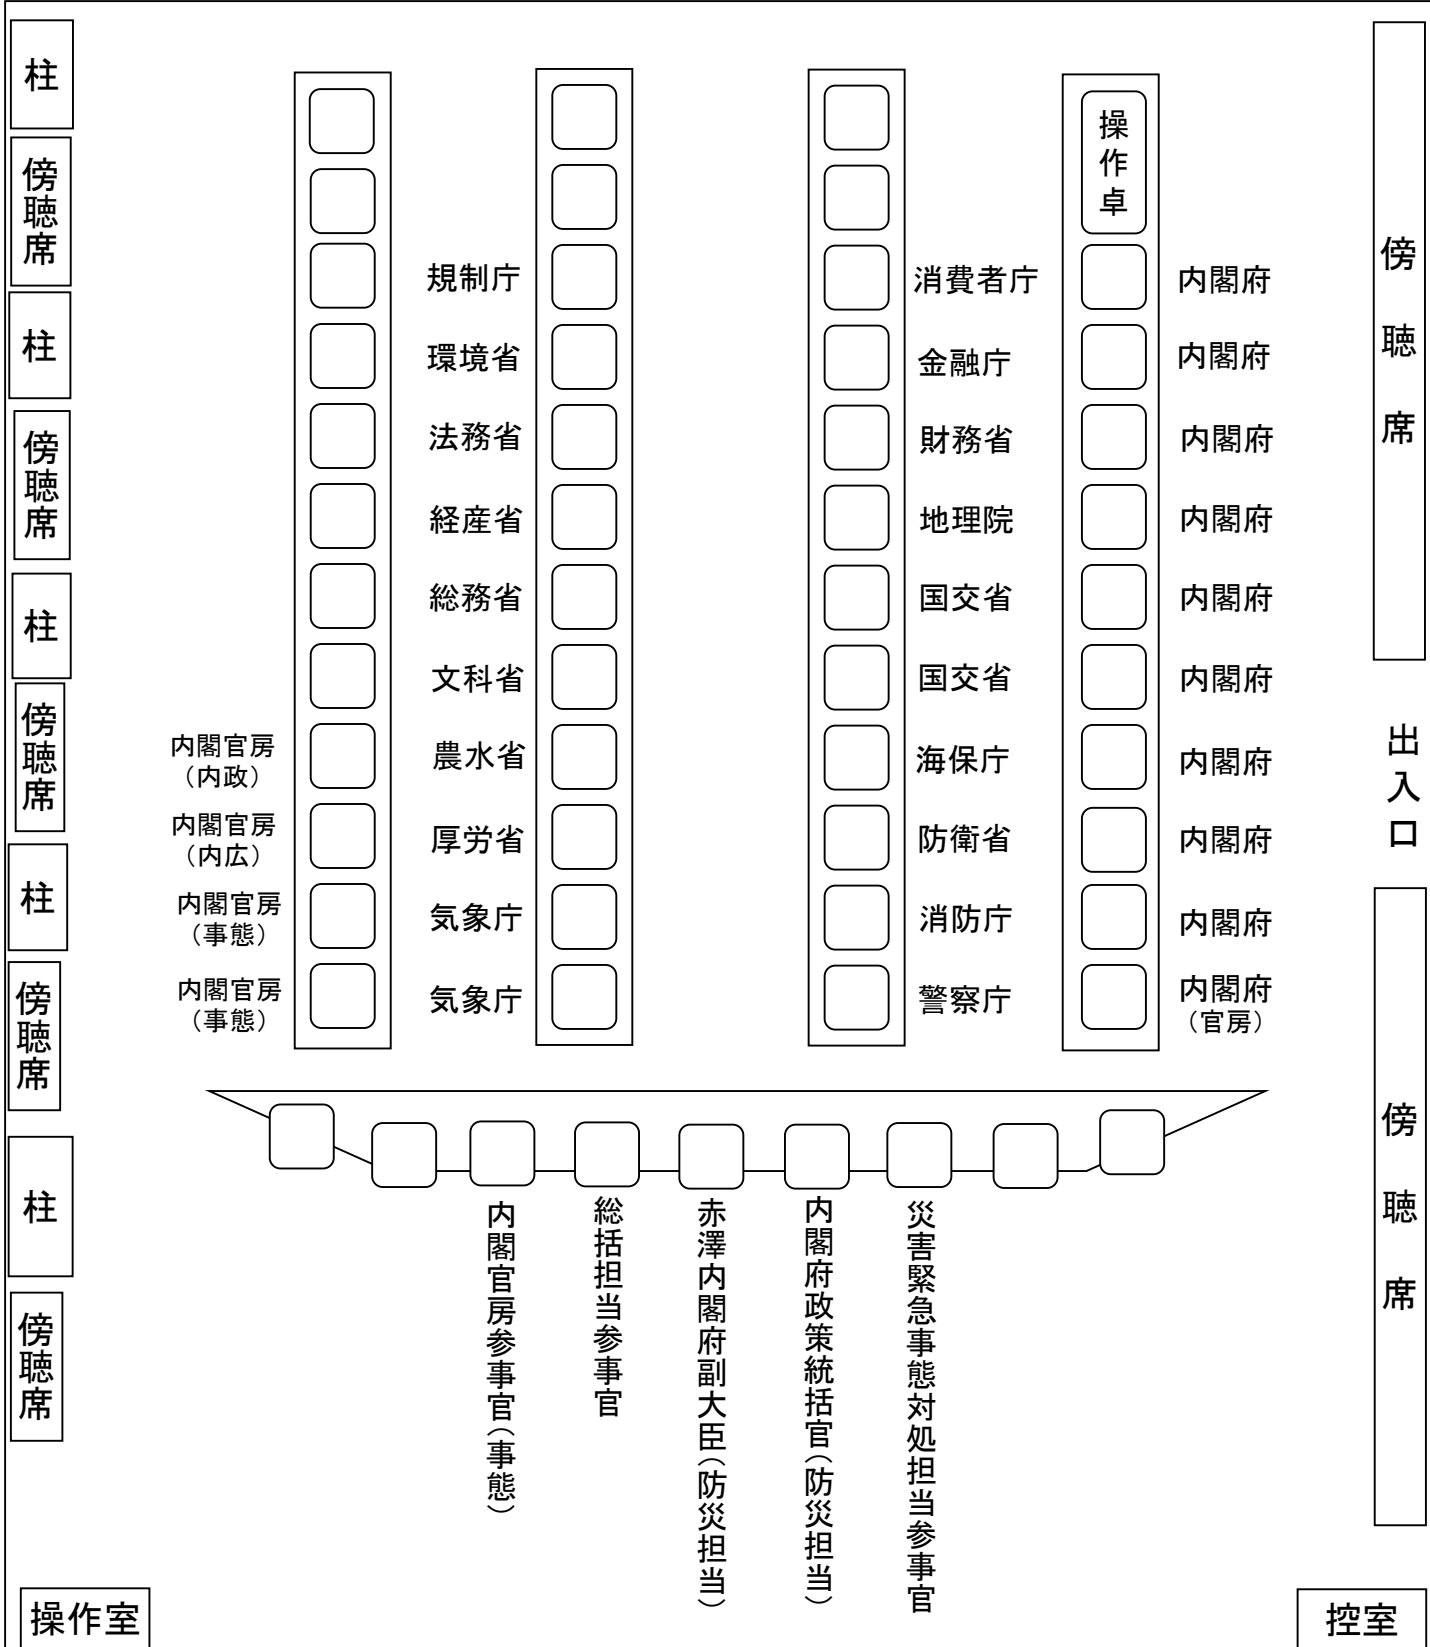 柱
傍聴席
柱
傍聴席
柱
傍聴席
柱
傍聴席
柱
傍聴席
操作室
内閣官房
（内政）
内閣官房
（内広）
内閣官房
（事態）
内閣官房
（事態）
規制庁
環境省
法務省
経産省
総務省
文科省
農水省
厚労省
気象庁
気象庁
消費者庁
金融庁
財務省
地理院
国交省
国交省
海保庁
防衛省
消防庁
警察庁
操作卓
内閣府
内閣府
内閣府
内閣府
内閣府
内閣府
内閣府
内閣府
内閣府
内閣府
（官房）
内閣官房参事官（事態）
総括担当参事官
赤澤内閣府副大臣（防災担当）
内閣府政策統括官（防災担当）
災害緊急事態対処担当参事官
傍聴席
出入口
傍聴席
控室